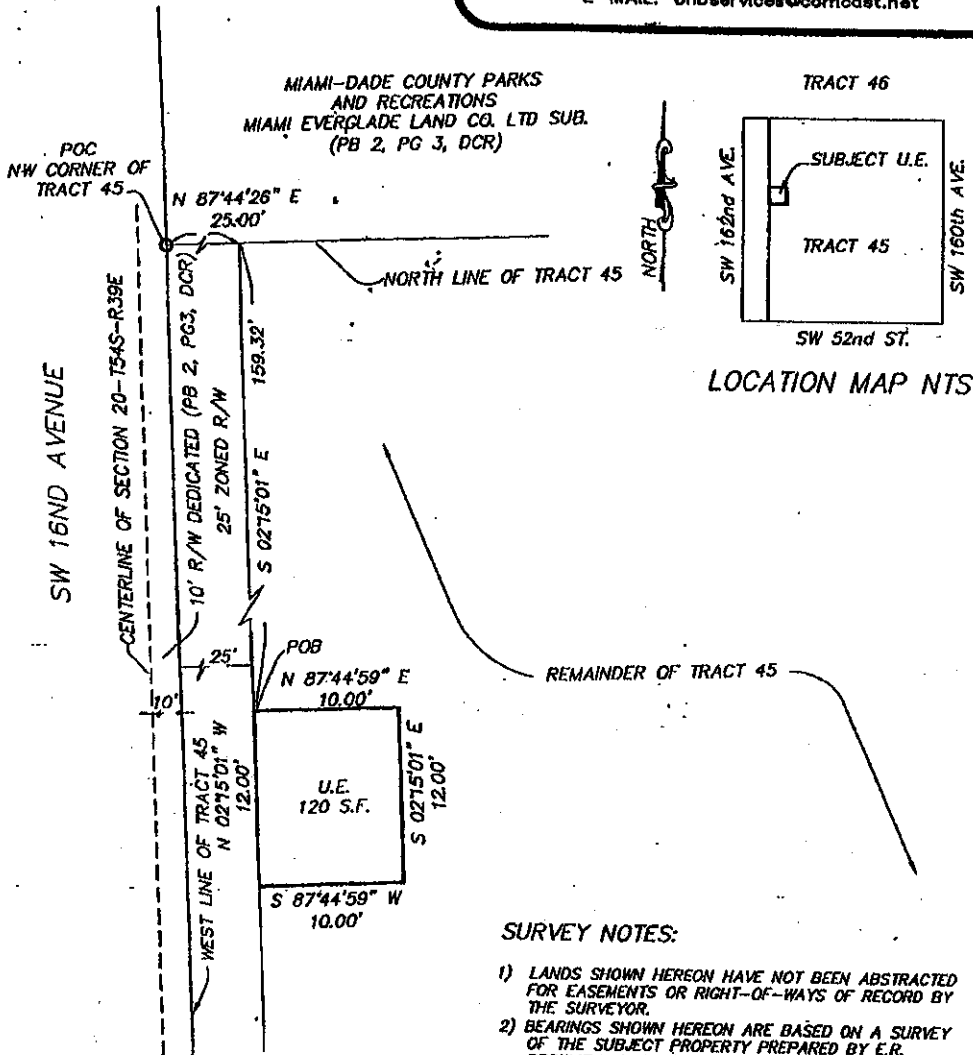 E-MAIL: bnbservices@comcast.net
MIAMI-DADE COUNTY PARKS
AND RECREATIONS
MIAMI EVERGLADE LAND CO. LTD SUB.
(PB 2, PG 3, DCR)
POC
NW CORNER OF
TRACT 45
N 87°44'26" E
25.00'
NORTH LINE OF TRACT 45
NORTH
TRACT 46
SW 162nd AVE.
SUBJECT U.E.
TRACT 45
SW 160th AVE.
SW 52nd ST.
LOCATION MAP NTS
SW 16ND AVENUE
CENTERLINE OF SECTION 20-T54S-R39E
10' R/W DEDICATED (PB 2, PG3, DCR)
25' ZONED R/W
159.32'
S 02°15'01" E
25'
POB
N 87°44'59" E
10.00'
10'
WEST LINE OF TRACT 45
N 02°15'01" W
12.00'
U.E.
120 S.F.
S 02°15'01" E
12.00'
S 87°44'59" W
10.00'
REMAINDER OF TRACT 45
SURVEY NOTES:
1) LANDS SHOWN HEREON HAVE NOT BEEN ABSTRACTED
FOR EASEMENTS OR RIGHT-OF-WAYS OF RECORD BY
THE SURVEYOR.
2) BEARINGS SHOWN HEREON ARE BASED ON A SURVEY
OF THE SUBJECT PROPERTY PREPARED BY E.R.